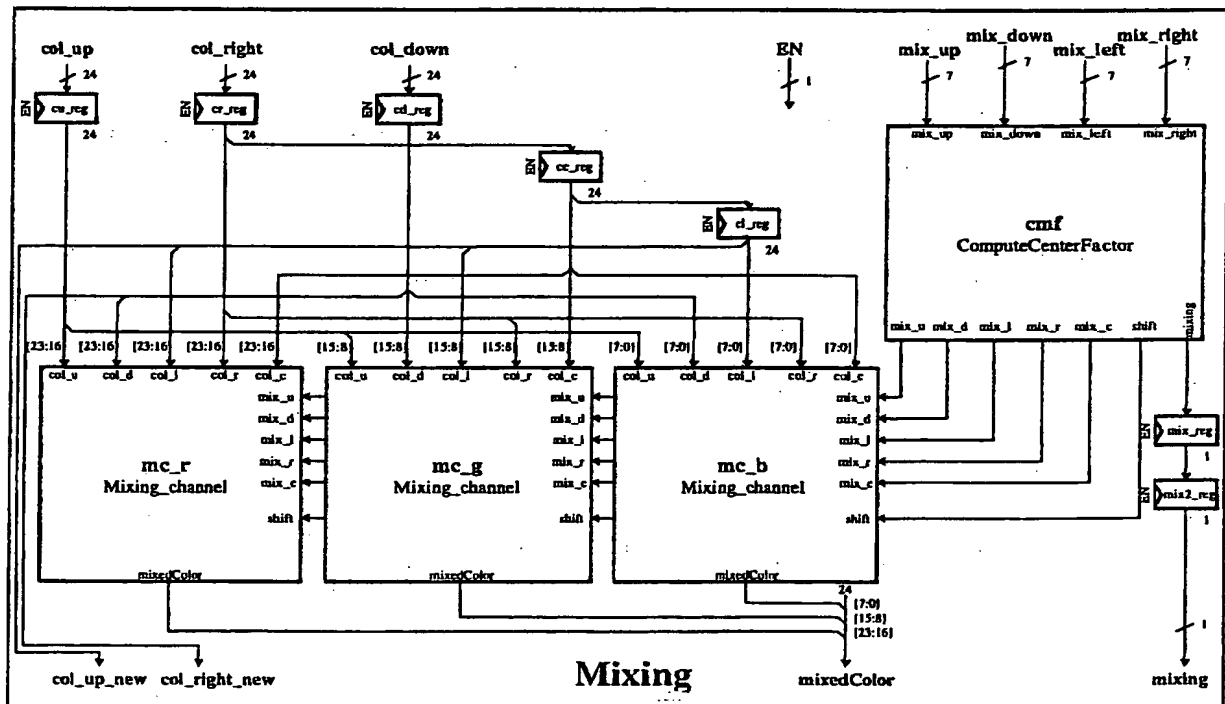 col_up col_right col_down EN mix_up mix_down mix_left mix_right
24 24 24 1 7 7 7 7
EN cu_reg EN cr_reg EN cd_reg
24 24 24
mix_up mix_down mix_left mix_right
EN cc_reg
24
EN cl_reg
24
cmf
ComputeCenterFactor
mix_u mix_d mix_l mix_r mix_c shift mixing
[23:16] [23:16] [23:16] [23:16] [23:16] [15:8] [15:8] [15:8] [15:8] [15:8] [7:0] [7:0] [7:0] [7:0] [7:0]
col_u col_d col_l col_r col_c col_u col_d col_l col_r col_c col_u col_d col_l col_r col_c
mix_u mix_u mix_u
mix_d mix_d mix_d
mix_l mix_l mix_l
mix_r mix_r mix_r
mix_c mix_c mix_c
shift shift shift
mc_r mc_g mc_b
Mixing_channel Mixing_channel Mixing_channel
EN mix_reg
1
EN mix2_reg
1
mixedColor mixedColor mixedColor
24
[7:0]
[15:8]
[23:16]
1
col_up_new col_right_new Mixing mixedColor mixing